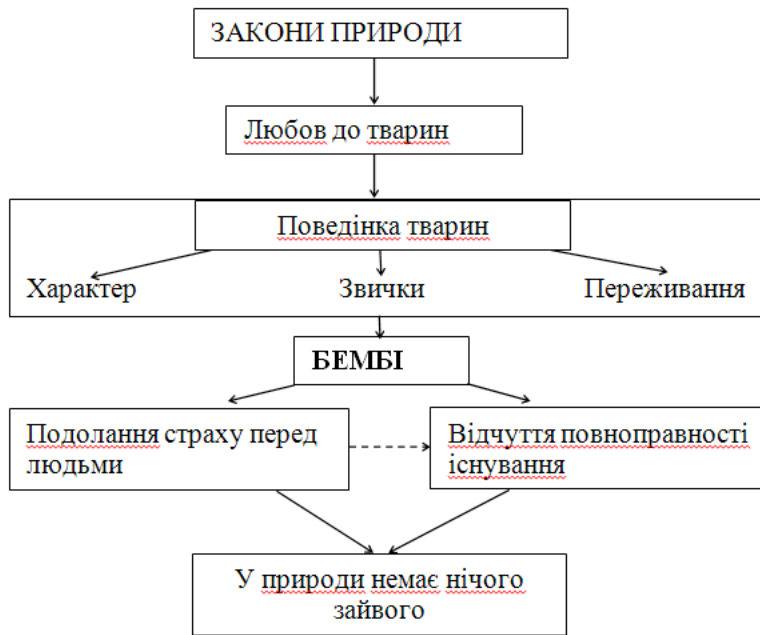 ЗАКОНИ ПРИРОДИ
Любов до тварин
Поведінка тварин
Характер
Звички
Переживання
БЕМБІ
Подолання страху перед
людьми
Відчуття повноправності
існування
У природи немає нічого
зайвого